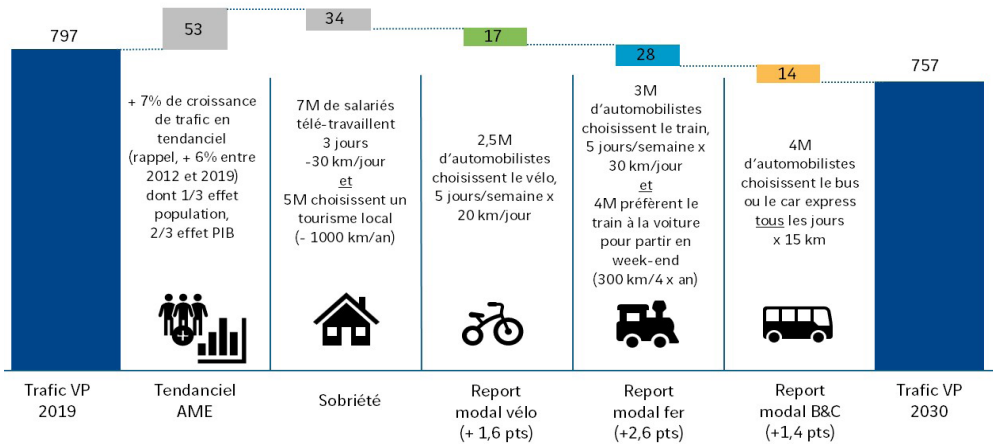 797
53
34
17
28
14
757
+ 7% de croissance
de trafic en
tendanciel
(rappel, + 6% entre
2012 et 2019)
dont 1/3 effet
population,
2/3 effet PIB
7M de salariés
télé-travaillent
3 jours
-30 km/jour
et
5M choisissent un
tourisme local
(- 1000 km/an)
2,5M
d'automobilistes
choisissent le vélo,
5 jours/semaine x
20 km/jour
3M
d'automobilistes
choisissent le train,
5 jours/semaine x
30 km/jour
et
4M préfèrent le
train à la voiture
pour partir en
week-end
(300 km/4 x an)
4M
d'automobilistes
choisissent le bus
ou le car express
tous les jours
x 15 km
Trafic VP
2019
Tendanciel
AME
Sobriété
Report
modal vélo
(+ 1,6 pts)
Report
modal fer
(+2,6 pts)
Report
modal B&C
(+1,4 pts)
Trafic VP
2030